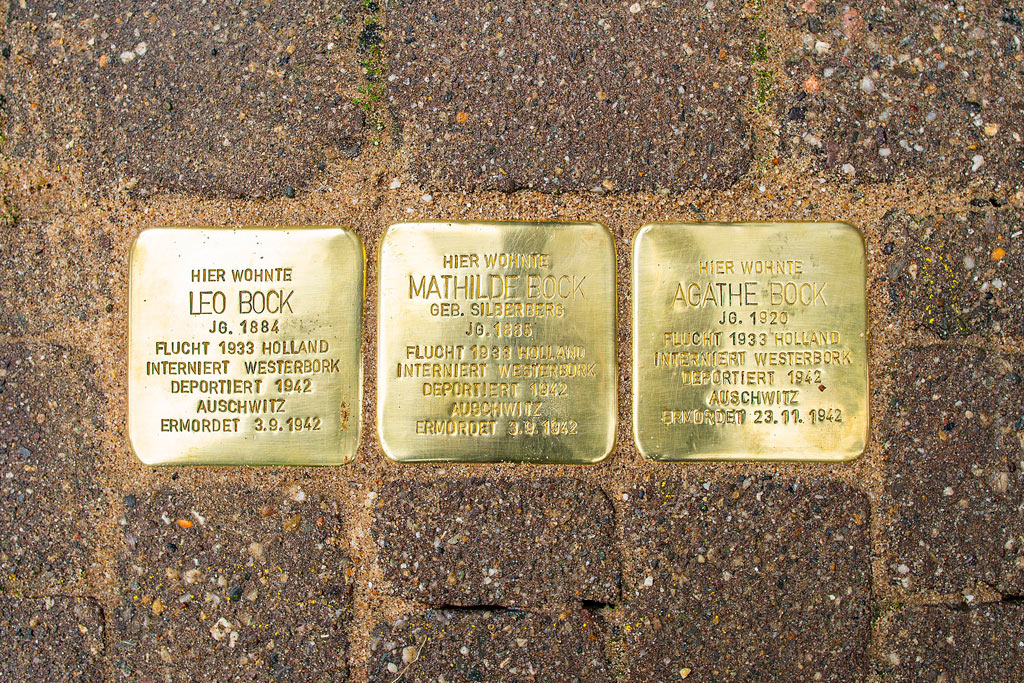 HIER WOHNTE
LEO BOCK
JG. 1884
FLUCHT 1933 HOLLAND
INTERNIERT WESTERBORK
DEPORTIERT 1942
AUSCHWITZ
ERMORDET 3.9.1942
HIER WOHNTE
MATHILDE BOCK
GEB. SILBERBERG
JG. 1885
FLUCHT 1933 HOLLAND
INTERNIERT WESTERBORK
DEPORTIERT 1942
AUSCHWITZ
ERMORDET 3.9.1942
HIER WOHNTE
AGATHE BOCK
JG. 1920
FLUCHT 1933 HOLLAND
INTERNIERT WESTERBORK
DEPORTIERT 1942
AUSCHWITZ
ERMORDET 23.11.1942